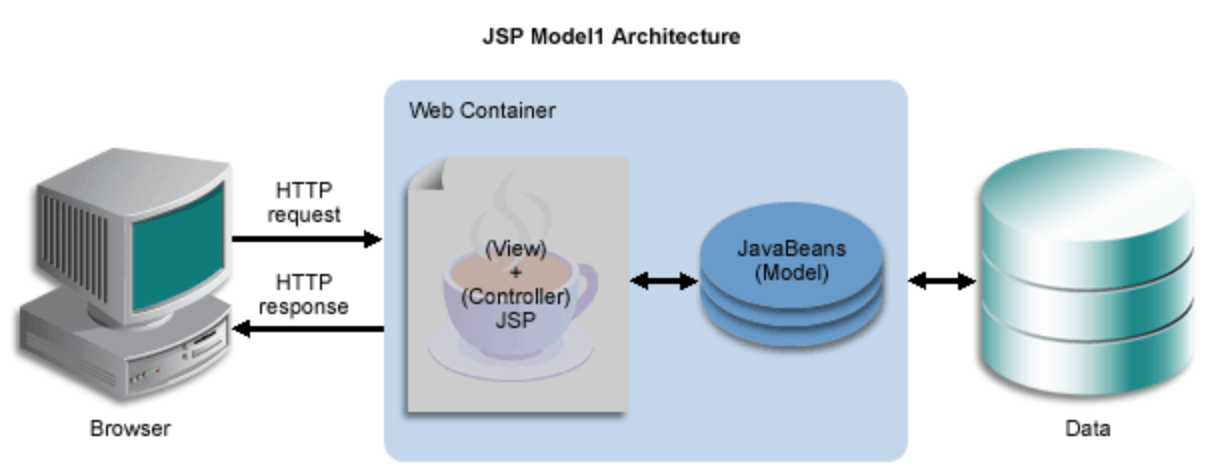 JSP Model1 Architecture
Web Container
HTTP
request
HTTP
response
(View)
+
(Controller)
JSP
JavaBeans
(Model)
Browser
Data